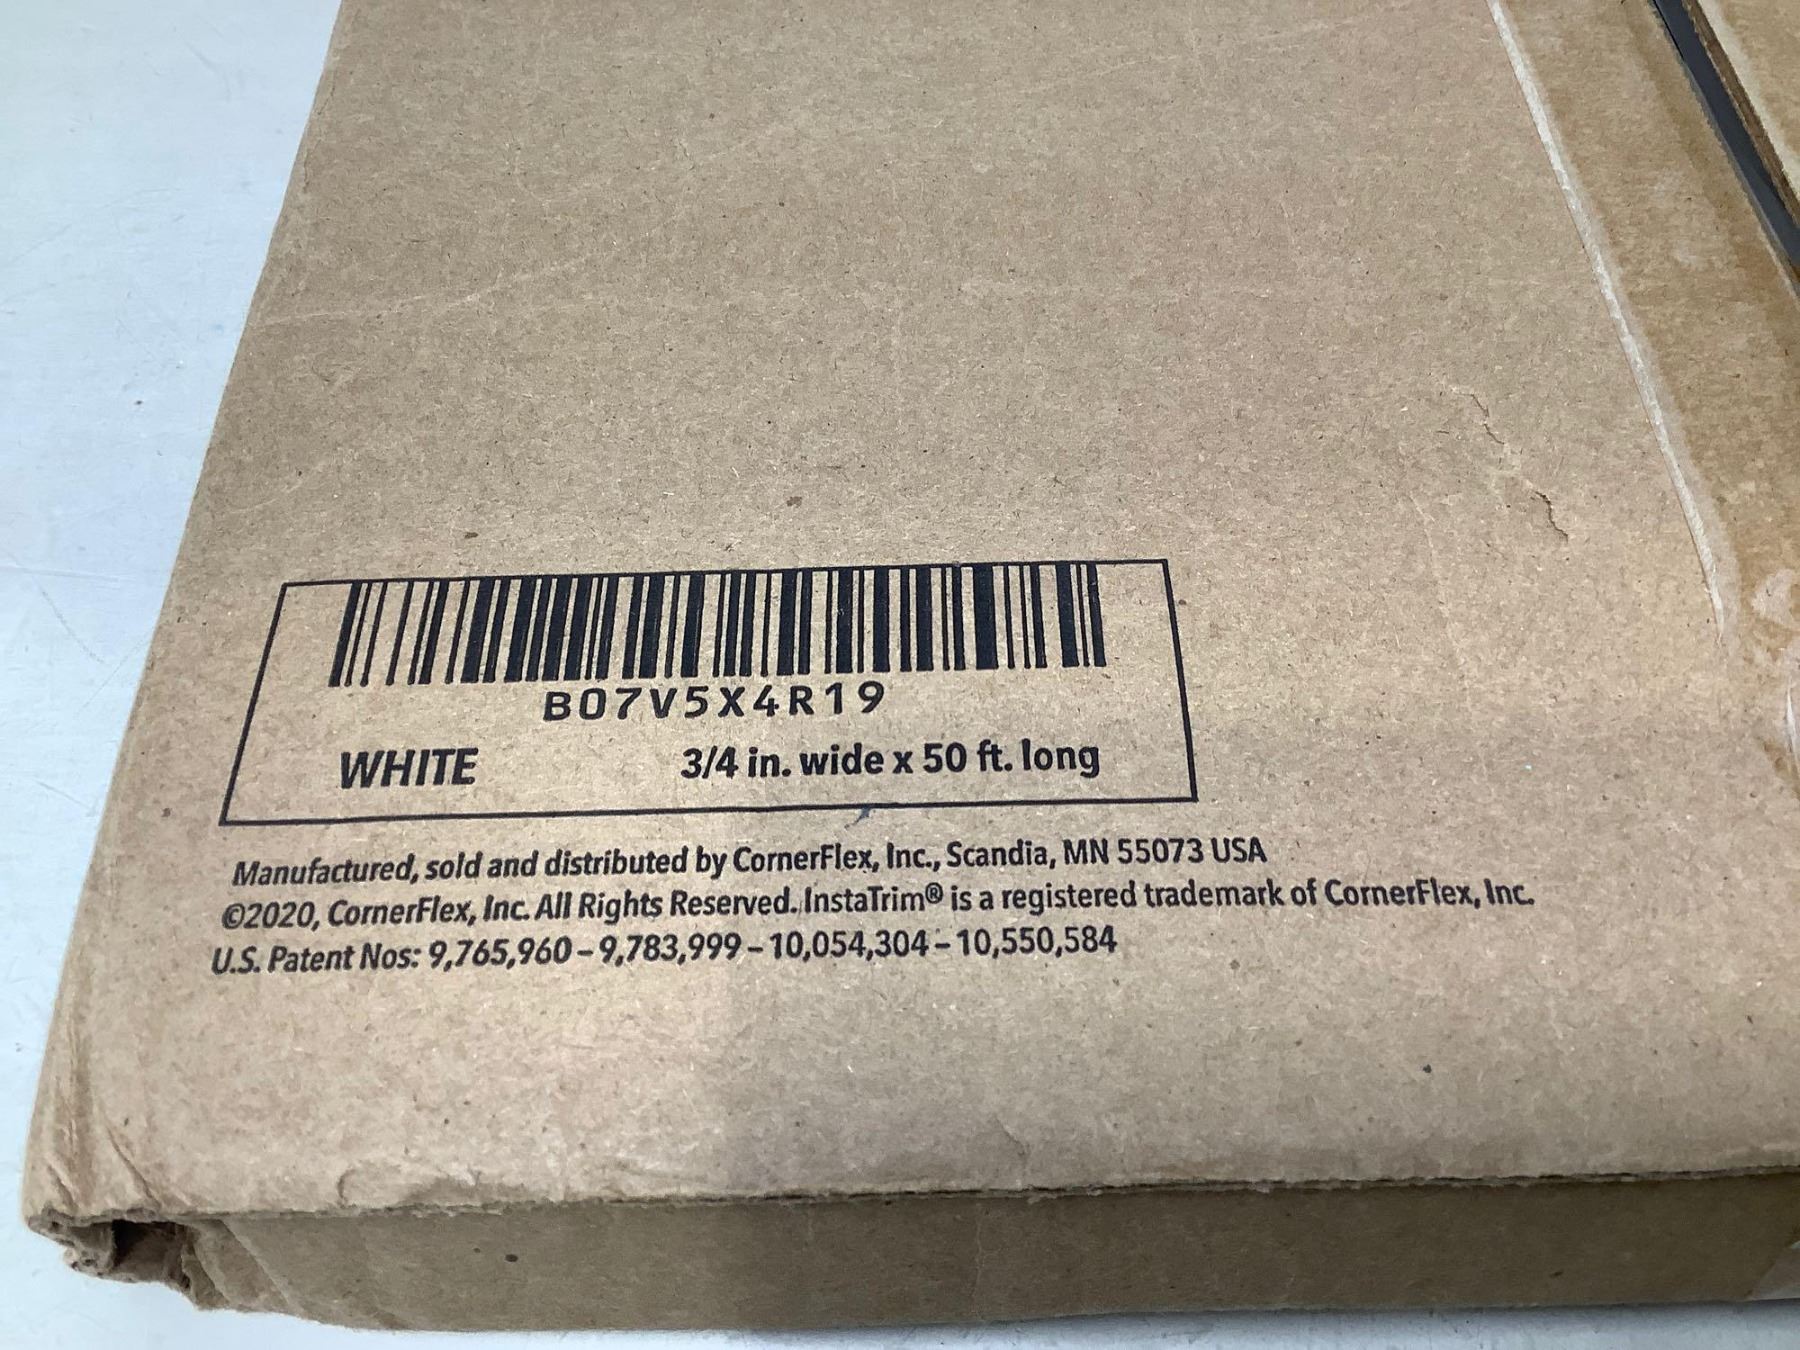 B07V5X4R19
WHITE 3/4 in. wide x 50 ft. long
Manufactured, sold and distributed by CornerFlex, Inc., Scandia, MN 55073 USA
©2020, CornerFlex, Inc. All Rights Reserved. InstaTrim® is a registered trademark of CornerFlex, Inc.
U.S. Patent Nos: 9,765,960 – 9,783,999 – 10,054,304 – 10,550,584